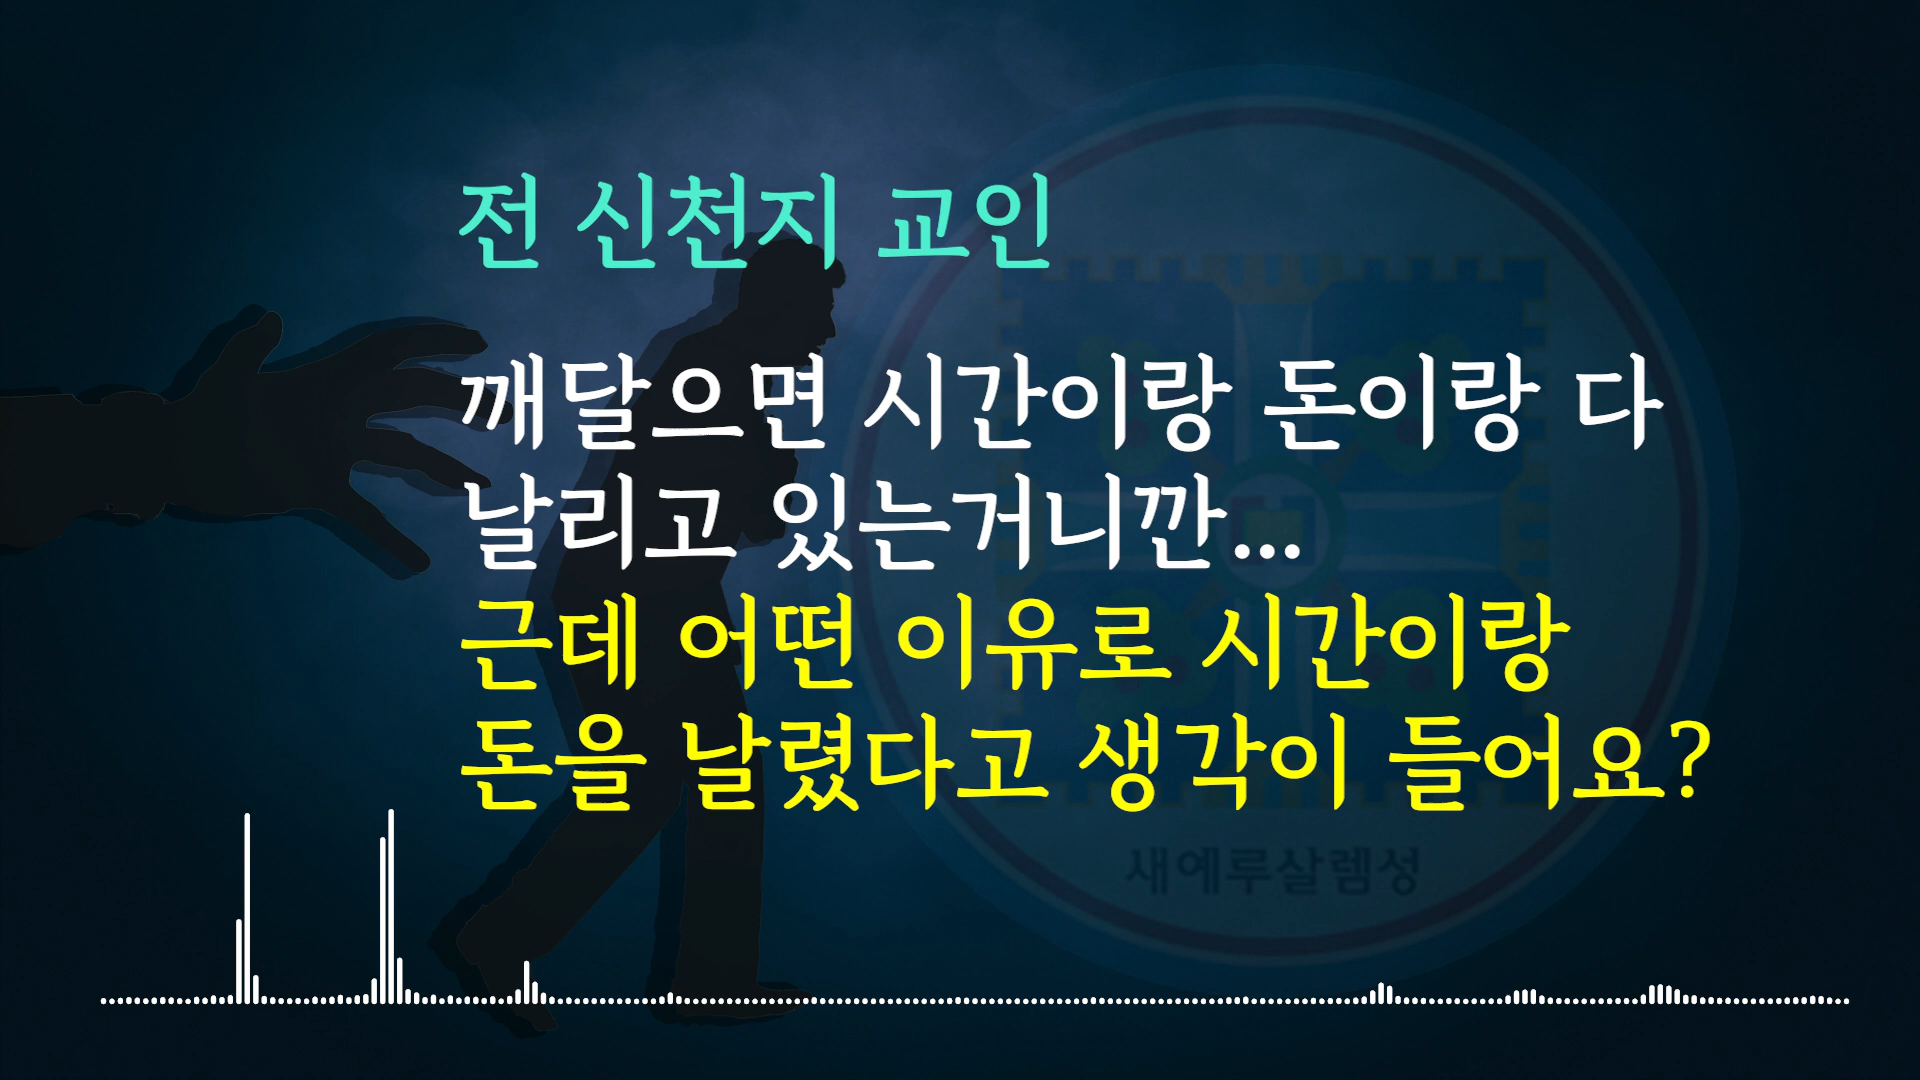 전 신천지 교인
깨달으면 시간이랑 돈이랑 다
날리고 있는거니깐...
근데 어떤 이유로 시간이랑
돈을 날렸다고 생각이 들어요?
새예루살렘성